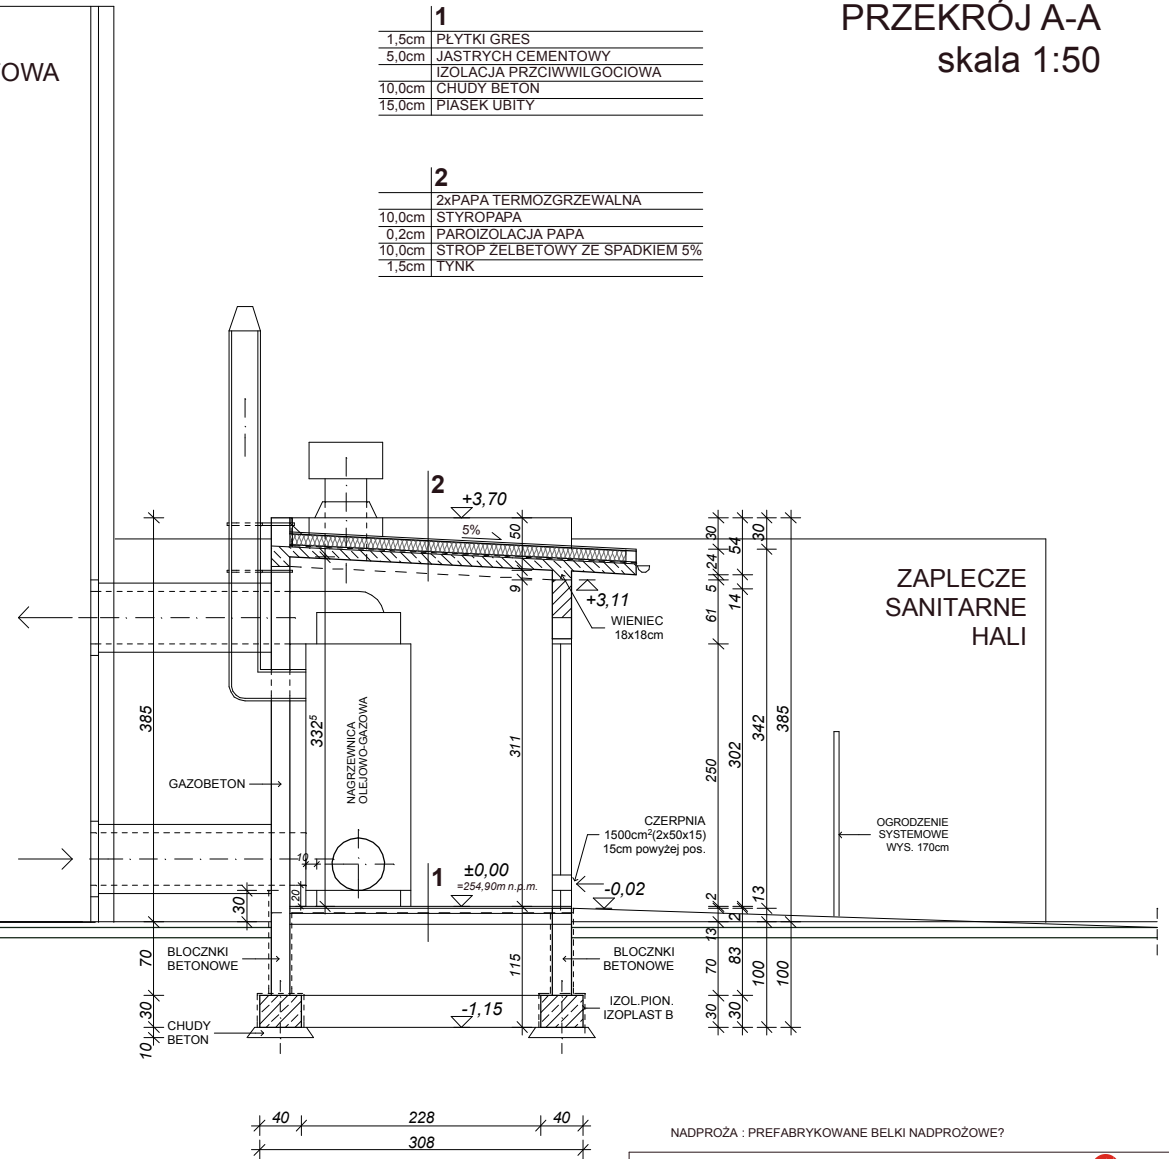 PRZEKRÓJ A-A
skala 1:50
OWA
1
1,5cm PŁYTKI GRES
5,0cm JASTRYCH CEMENTOWY
IZOLACJA PRZCIWWILGOCIOWA
10,0cm CHUDY BETON
15,0cm PIASEK UBITY
2
2xPAPA TERMOZGRZEWALNA
10,0cm STYROPAPA
0,2cm PAROIZOLACJA PAPA
10,0cm STROP ŻELBETOWY ZE SPADKIEM 5%
1,5cm TYNK
2
+3,70
5%
50
9
+3,11
WIENIEC
18x18cm
30
54
30
24
5
14
61
ZAPLECZE
SANITARNE
HALI
385
332⁵
NAGRZEWNICA
OLEJOWO-GAZOWA
311
250
302
342
385
GAZOBETON
CZERPNIA
1500cm²(2x50x15)
15cm powyżej pos.
OGRODZENIE
SYSTEMOWE
WYS. 170cm
10
20
30
1
±0,00
=254,90m n.p.m.
-0,02
2
13
2
13
70
BLOCZNKI
BETONOWE
115
BLOCZNKI
BETONOWE
70
83
100
100
30
-1,15
IZOL.PION.
IZOPLAST B
30
30
CHUDY
BETON
10
40
228
40
308
NADPROŻA : PREFABRYKOWANE BELKI NADPROŻOWE?